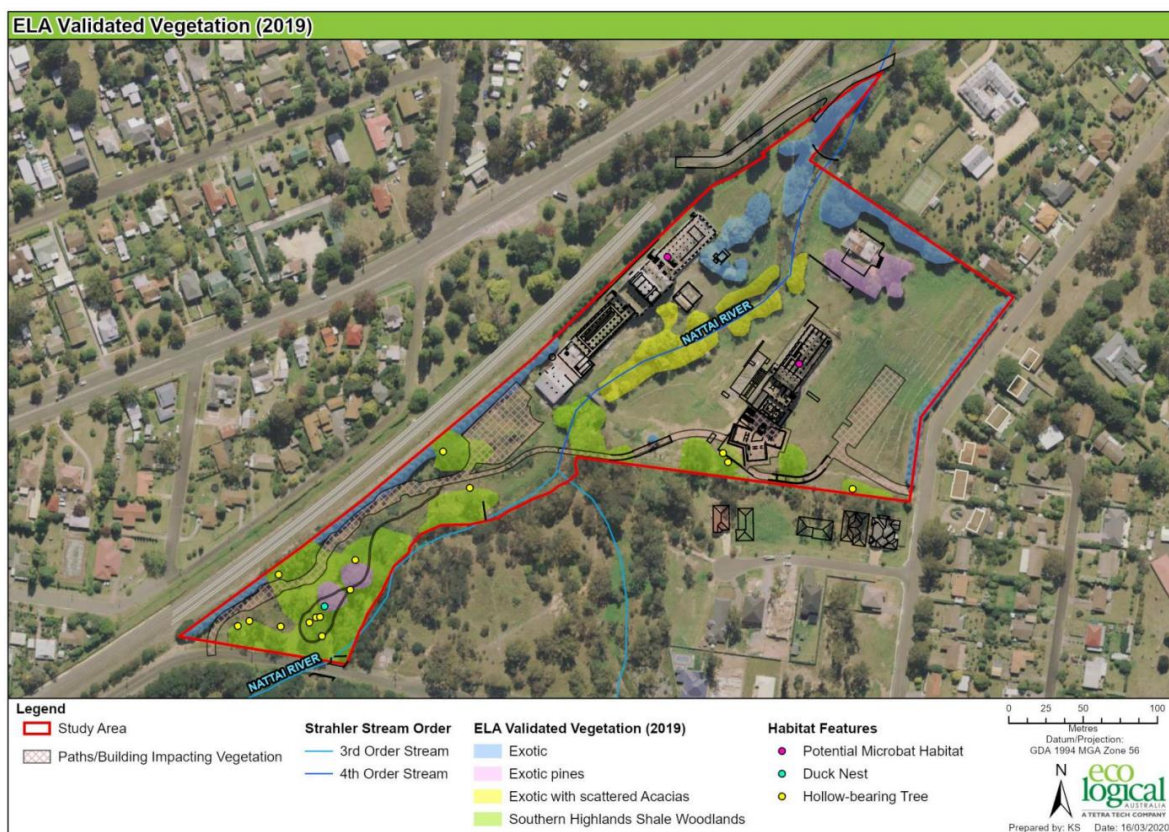 ELA Validated Vegetation (2019)
NATTAI RIVER
NATTAI RIVER
Legend
Study Area
Paths/Building Impacting Vegetation
Strahler Stream Order
3rd Order Stream
4th Order Stream
ELA Validated Vegetation (2019)
Exotic
Exotic pines
Exotic with scattered Acacias
Southern Highlands Shale Woodlands
Habitat Features
Potential Microbat Habitat
Duck Nest
Hollow-bearing Tree
0 25 50 100
Metres
Datum/Projection:
GDA 1994 MGA Zone 56
N
eco
logical
AUSTRALIA
A TETRA TECH COMPANY
Prepared by: KS Date: 16/03/2020